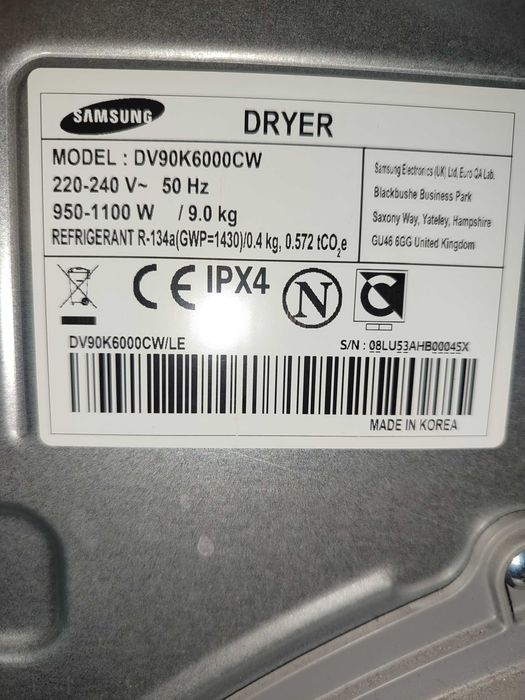 SAMSUNG
DRYER
MODEL : DV90K6000CW
220-240 V~ 50 Hz
950-1100 W / 9.0 kg
REFRIGERANT R-134a(GWP=1430)/0.4 kg, 0.572 tCO2e
Samsung Electronics (UK) Ltd, Euro QA Lab.
Blackbushe Business Park
Saxony Way, Yateley, Hampshire
GU46 6GG United Kingdom
CE IPX4 N
DV90K6000CW/LE
S/N : 08LU53AHB00045X
MADE IN KOREA